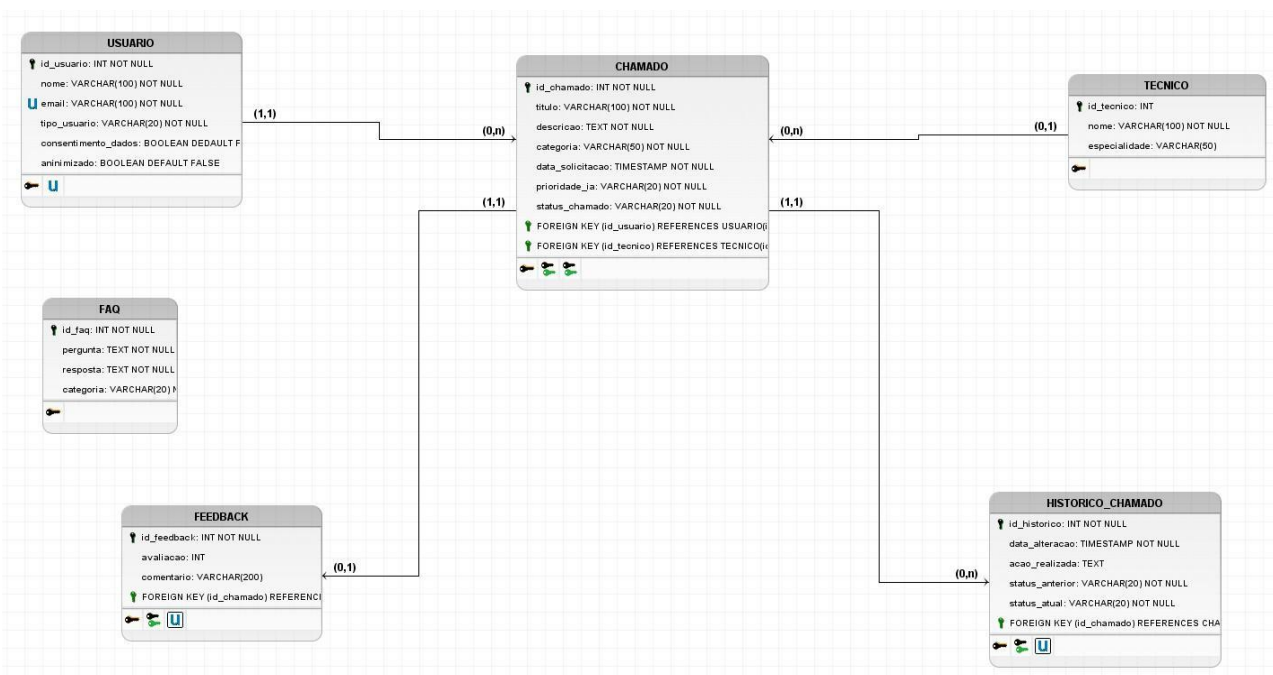 USUARIO
id_usuario: INT NOT NULL
nome: VARCHAR(100) NOT NULL
U email: VARCHAR(100) NOT NULL
tipo_usuario: VARCHAR(20) NOT NULL
consentimento_dados: BOOLEAN DEDAULT F
aninimizado: BOOLEAN DEFAULT FALSE
U
(1,1)
(0,n)
CHAMADO
id_chamado: INT NOT NULL
titulo: VARCHAR(100) NOT NULL
descricao: TEXT NOT NULL
categoria: VARCHAR(50) NOT NULL
data_solicitacao: TIMESTAMP NOT NULL
prioridade_ia: VARCHAR(20) NOT NULL
status_chamado: VARCHAR(20) NOT NULL
FOREIGN KEY (id_usuario) REFERENCES USUARIO(i
FOREIGN KEY (id_tecnico) REFERENCES TECNICO(i
(0,n)
(0,1)
TECNICO
id_tecnico: INT
nome: VARCHAR(100) NOT NULL
especialidade: VARCHAR(50)
(1,1)
(1,1)
FAQ
id_faq: INT NOT NULL
pergunta: TEXT NOT NULL
resposta: TEXT NOT NULL
categoria: VARCHAR(20) N
FEEDBACK
id_feedback: INT NOT NULL
avaliacao: INT
comentario: VARCHAR(200)
FOREIGN KEY (id_chamado) REFERENCI
U
(0,1)
(0,n)
HISTORICO_CHAMADO
id_historico: INT NOT NULL
data_alteracao: TIMESTAMP NOT NULL
acao_realizada: TEXT
status_anterior: VARCHAR(20) NOT NULL
status_atual: VARCHAR(20) NOT NULL
FOREIGN KEY (id_chamado) REFERENCES CHA
U